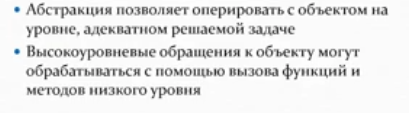 • Абстракция позволяет оперировать с объектом на
уровне, адекватном решаемой задаче
• Высокоуровневые обращения к объекту могут
обрабатываться с помощью вызова функций и
методов низкого уровня